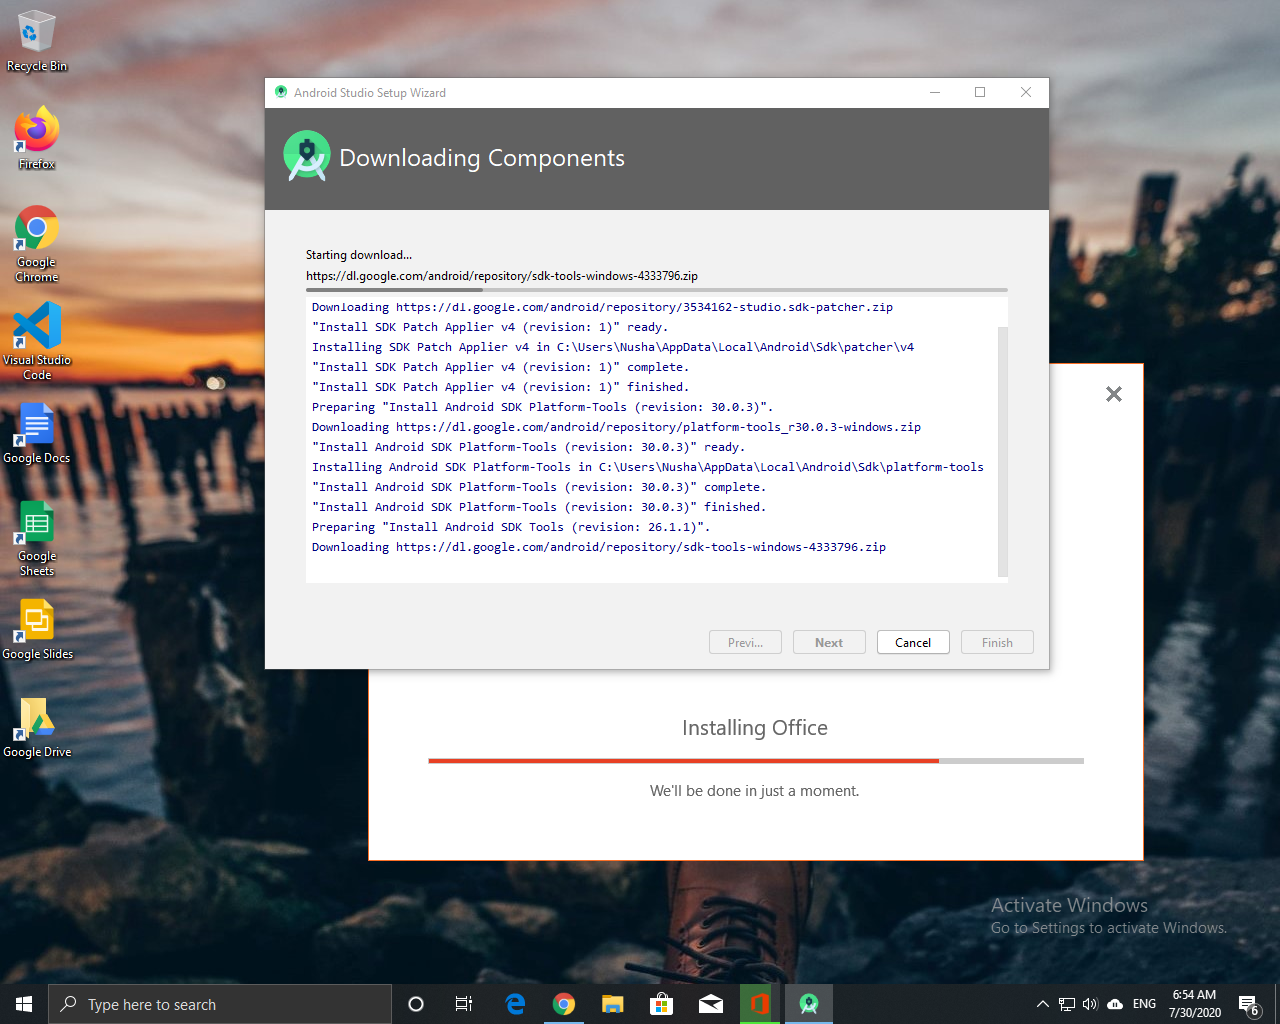 Recycle Bin
Firefox
Google
Chrome
Visual Studio
Code
Google Docs
Google
Sheets
Google Slides
Google Drive
Android Studio Setup Wizard
Downloading Components
Starting download...
https://dl.google.com/android/repository/sdk-tools-windows-4333796.zip
Downloading https://dl.google.com/android/repository/3534162-studio.sdk-patcher.zip
"Install SDK Patch Applier v4 (revision: 1)" ready.
Installing SDK Patch Applier v4 in C:\Users\Nusha\AppData\Local\Android\Sdk\patcher\v4
"Install SDK Patch Applier v4 (revision: 1)" complete.
"Install SDK Patch Applier v4 (revision: 1)" finished.
Preparing "Install Android SDK Platform-Tools (revision: 30.0.3)".
Downloading https://dl.google.com/android/repository/platform-tools_r30.0.3-windows.zip
"Install Android SDK Platform-Tools (revision: 30.0.3)" ready.
Installing Android SDK Platform-Tools in C:\Users\Nusha\AppData\Local\Android\Sdk\platform-tools
"Install Android SDK Platform-Tools (revision: 30.0.3)" complete.
"Install Android SDK Platform-Tools (revision: 30.0.3)" finished.
Preparing "Install Android SDK Tools (revision: 26.1.1)".
Downloading https://dl.google.com/android/repository/sdk-tools-windows-4333796.zip
Previ... Next Cancel Finish
Installing Office
We'll be done in just a moment.
Activate Windows
Go to Settings to activate Windows.
Type here to search
ENG
6:54 AM
7/30/2020
6